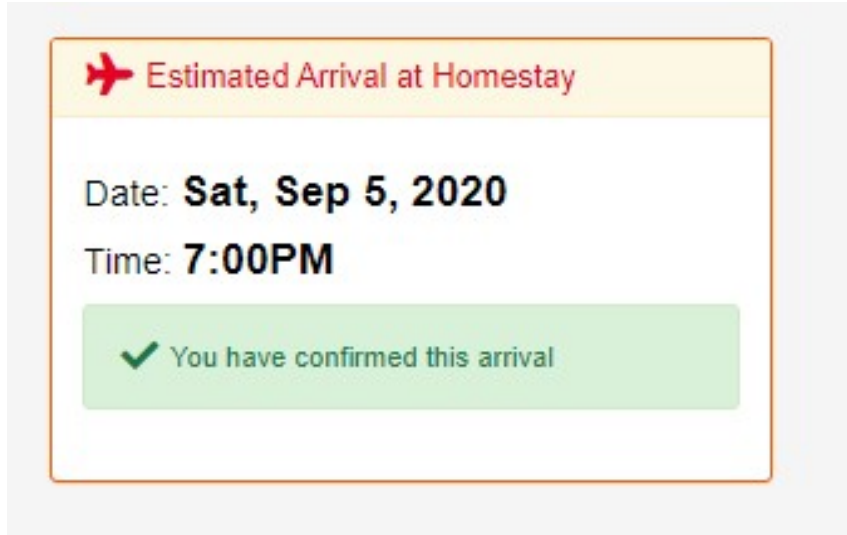 Estimated Arrival at Homestay
Date: Sat, Sep 5, 2020
Time: 7:00PM
You have confirmed this arrival